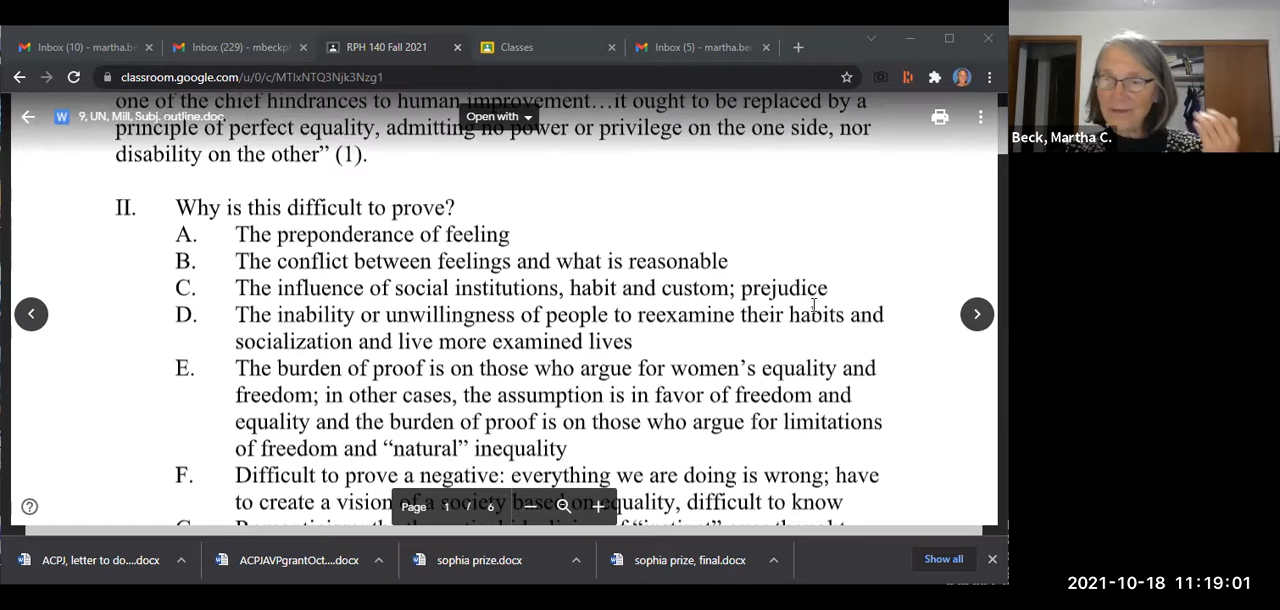 Inbox (10) - martha.be
Inbox (229) - mbeckp
RPH 140 Fall 2021
Classes
Inbox (5) - martha.bec
classroom.google.com/u/0/c/MTIxNTQ3Njk3Nzg1
one of the chief hindrances to human improvement…it ought to be replaced by a
9, UN, Mill, Subj. outline.doc
Open with
principle of perfect equality, admitting no power or privilege on the one side, nor
disability on the other” (1).
Beck, Martha C.
II. Why is this difficult to prove?
A. The preponderance of feeling
B. The conflict between feelings and what is reasonable
C. The influence of social institutions, habit and custom; prejudice
D. The inability or unwillingness of people to reexamine their habits and
socialization and live more examined lives
E. The burden of proof is on those who argue for women’s equality and
freedom; in other cases, the assumption is in favor of freedom and
equality and the burden of proof is on those who argue for limitations
of freedom and “natural” inequality
F. Difficult to prove a negative: everything we are doing is wrong; have
to create a vision of a society based on equality, difficult to know
Page 1 / 6
ACPJ, letter to do....docx
ACPJAVPgrantOct....docx
sophia prize.docx
sophia prize, final.docx
Show all
2021-10-18 11:19:01